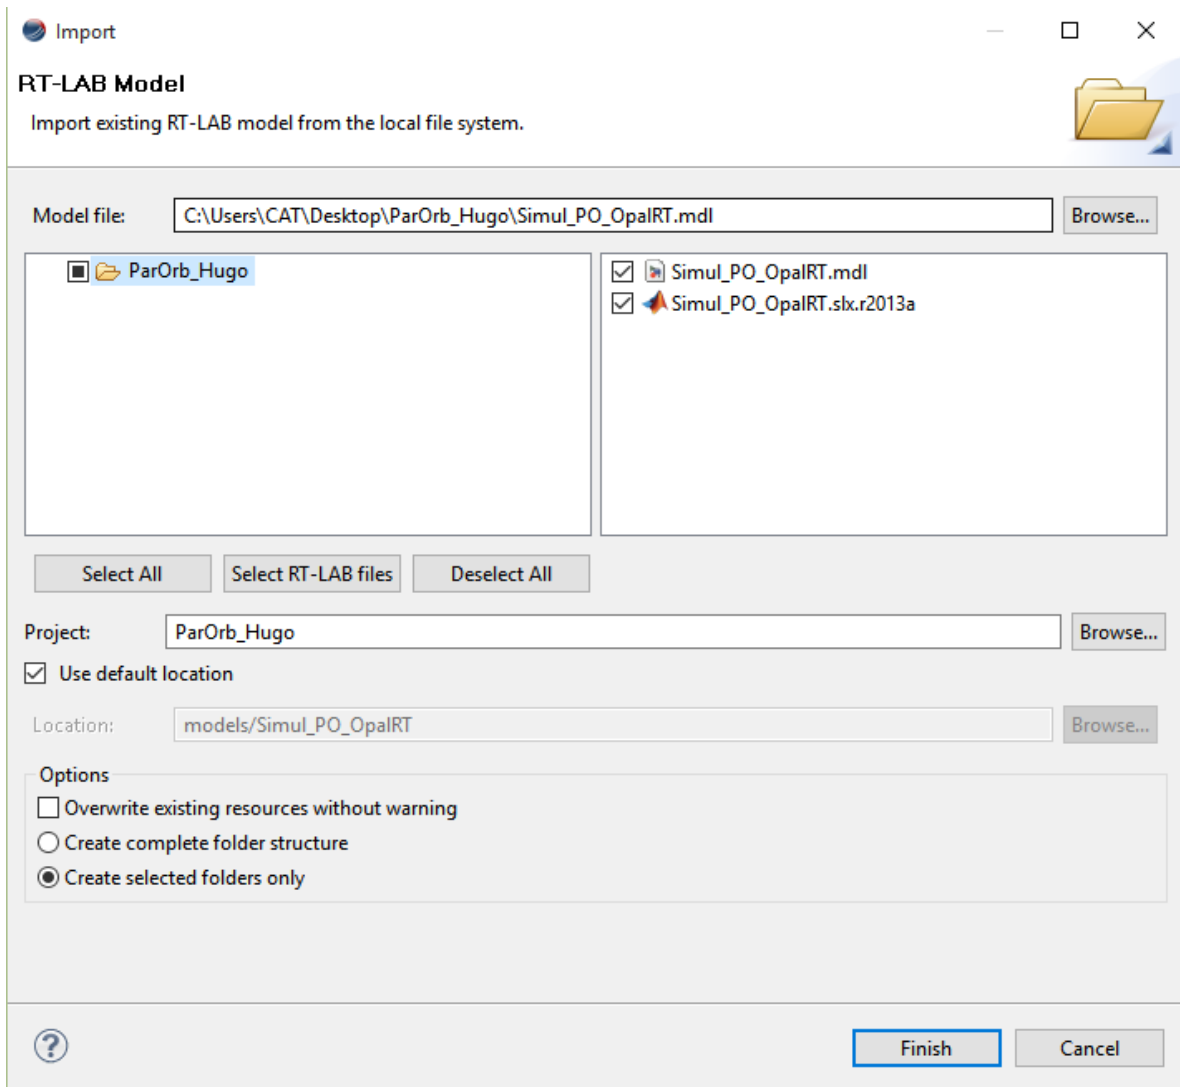 Import
RT-LAB Model
Import existing RT-LAB model from the local file system.
Model file: C:\Users\CAT\Desktop\ParOrb_Hugo\Simul_PO_OpalRT.mdl Browse...
ParOrb_Hugo
Simul_PO_OpalRT.mdl
Simul_PO_OpalRT.slx.r2013a
Select All Select RT-LAB files Deselect All
Project: ParOrb_Hugo Browse...
Use default location
Location: models/Simul_PO_OpalRT Browse...
Options
Overwrite existing resources without warning
Create complete folder structure
Create selected folders only
? Finish Cancel